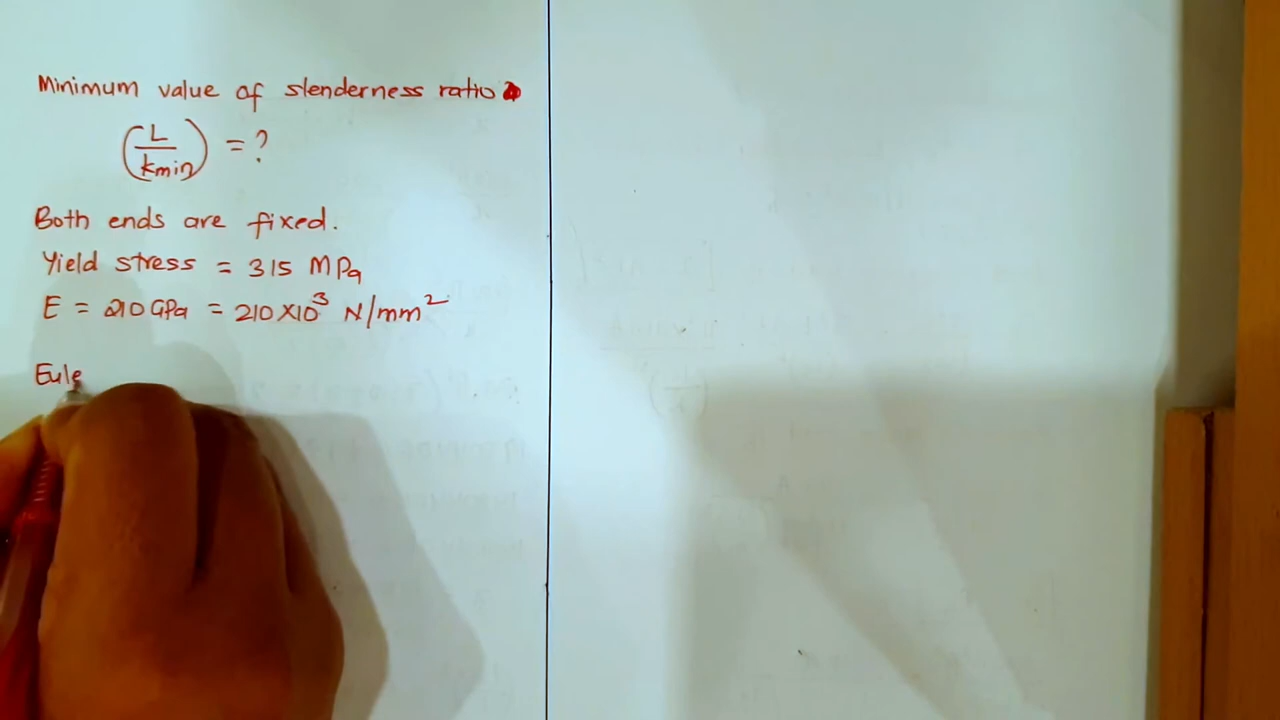 Minimum value of slenderness ratio
(L/kmin) = ?
Both ends are fixed.
Yield stress = 315 MPa
E = 210 GPa = 210 X 10³ N/mm²
Eule